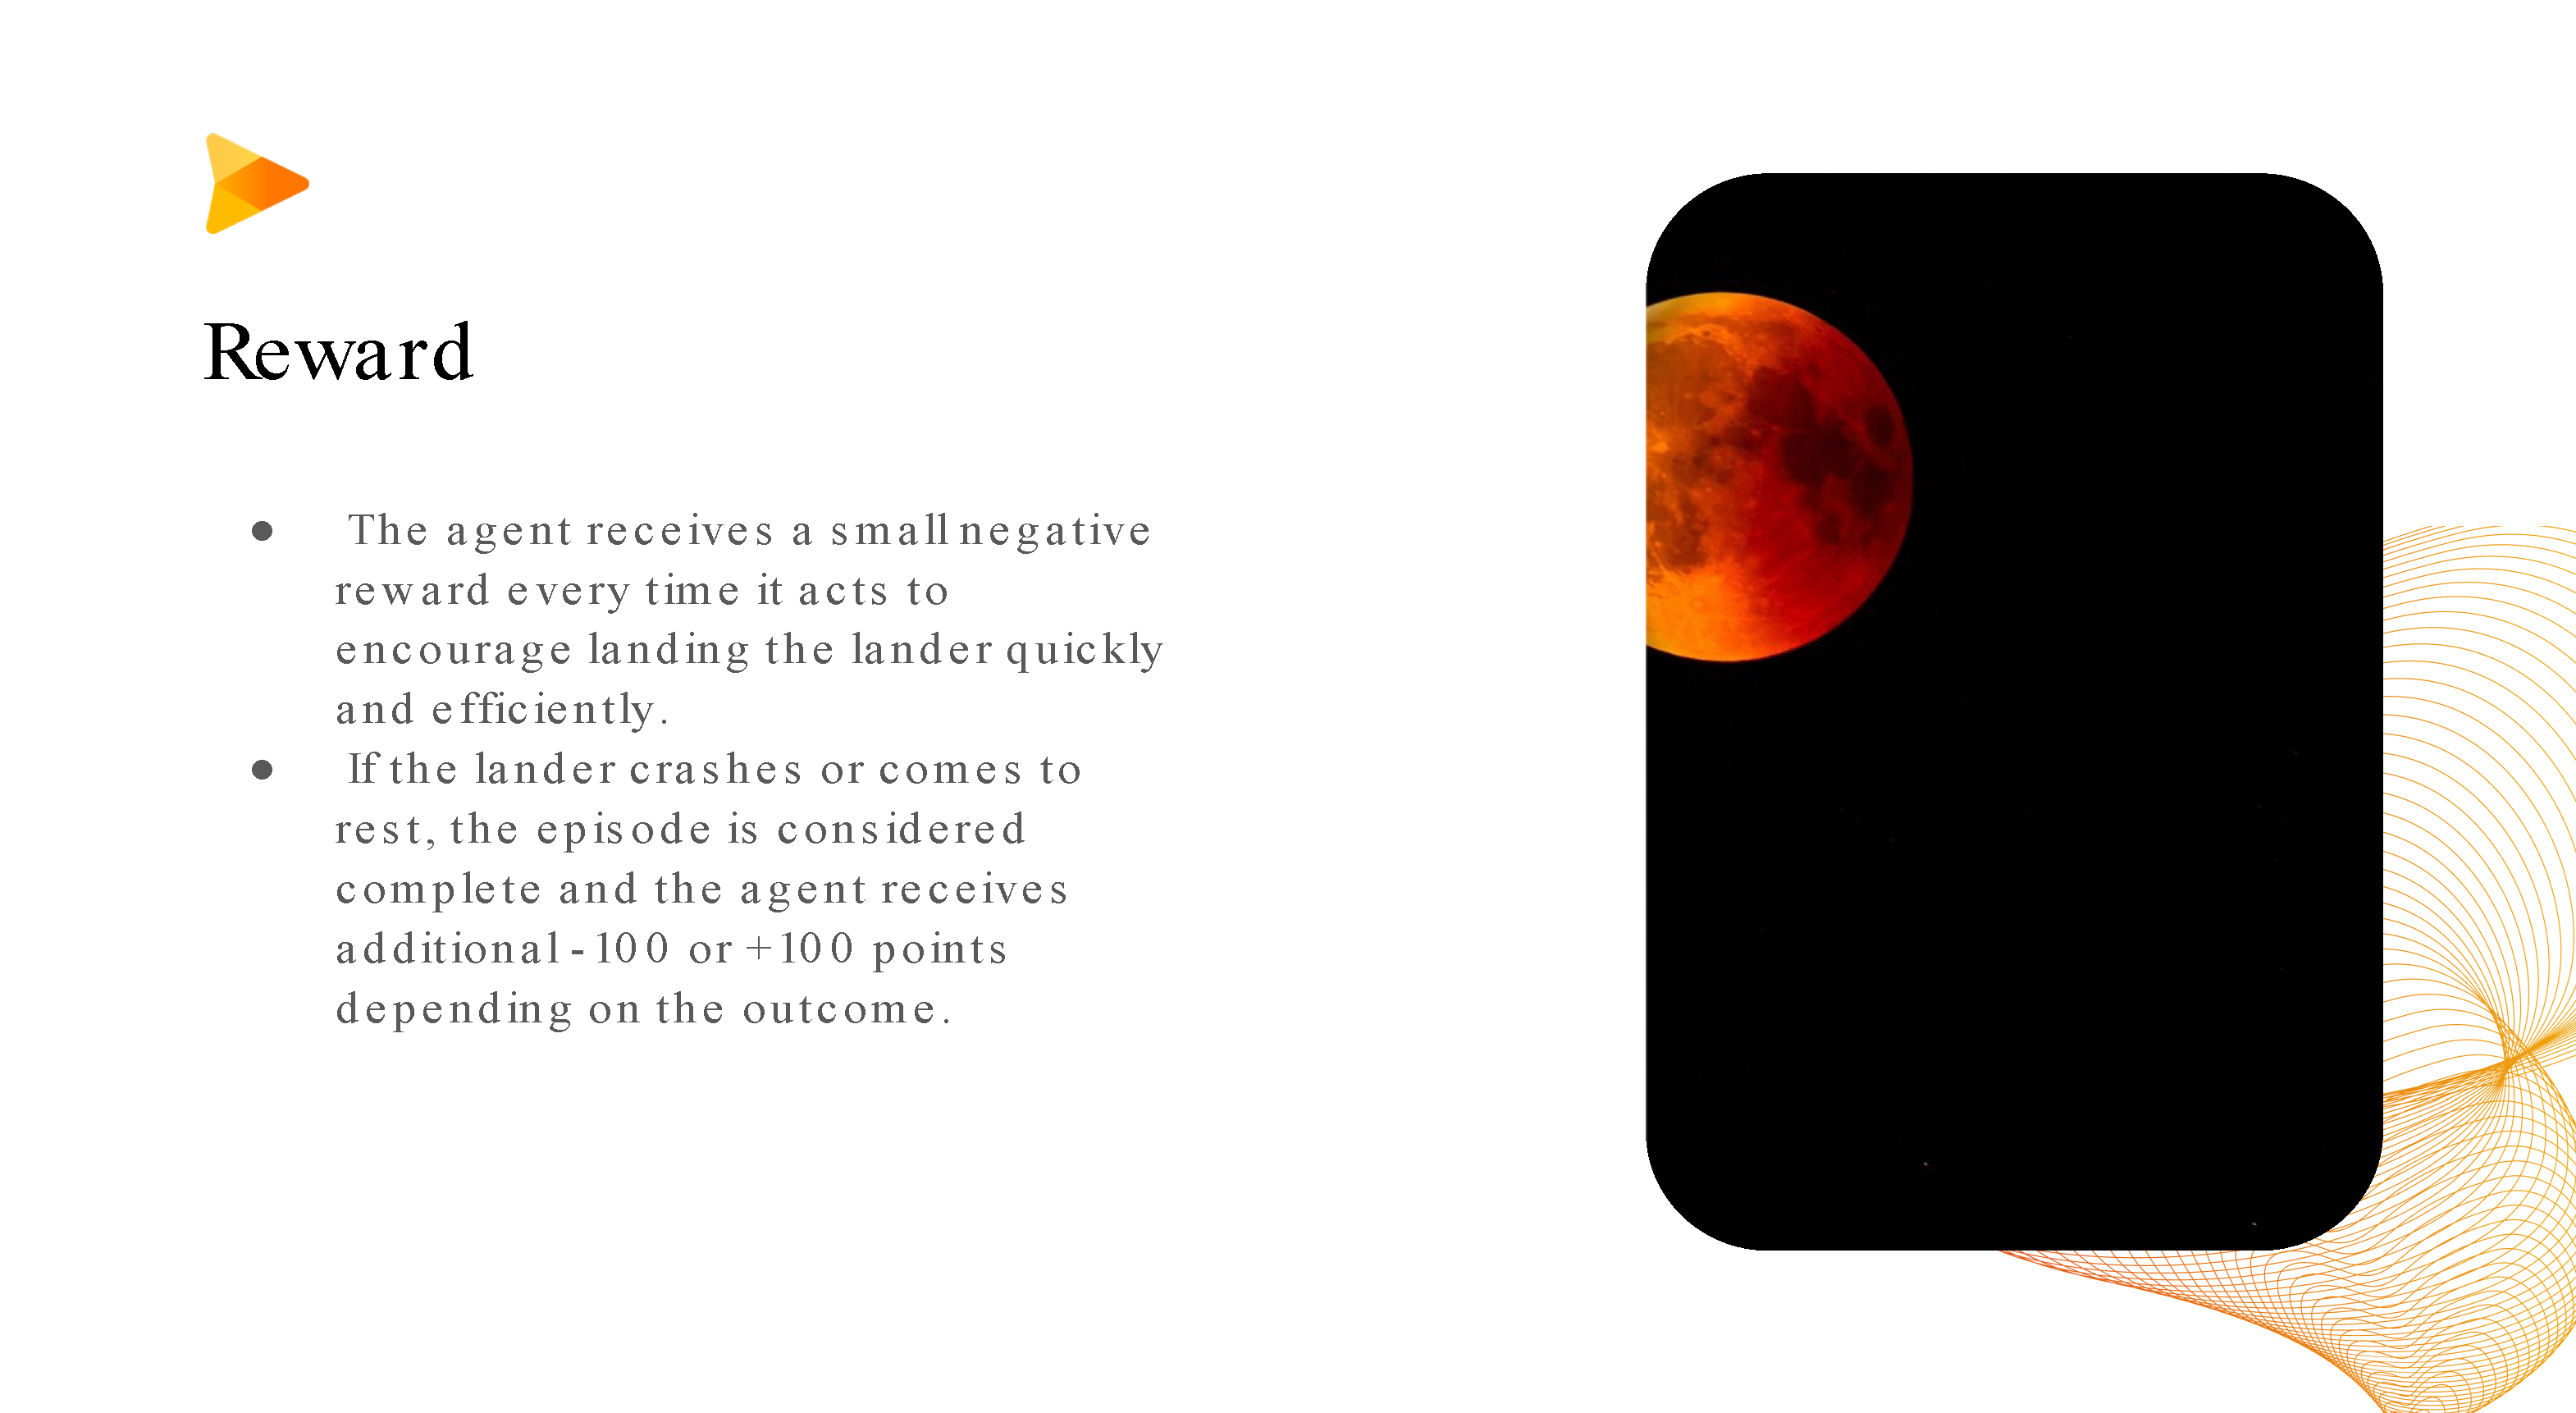 Reward
● The agent receives a small negative
reward every time it acts to
encourage landing the lander quickly
and efficiently.
● If the lander crashes or comes to
rest, the episode is considered
complete and the agent receives
additional -100 or +100 points
depending on the outcome.